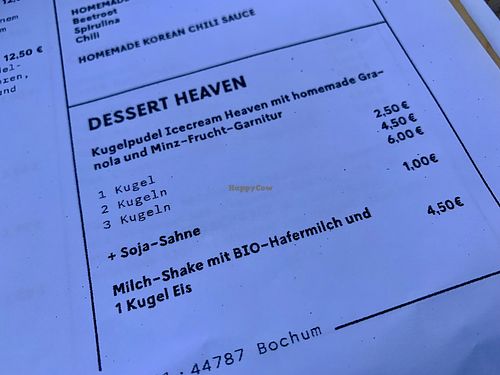 12,50 €
HOMEMADE
Beetroot
Spirulina
Chili
HOMEMADE KOREAN CHILI SAUCE
DESSERT HEAVEN
Kugelpudel Icecream Heaven mit homemade Gra-
nola und Minz-Frucht-Garnitur
1 Kugel 2,50 €
2 Kugeln 4,50 €
3 Kugeln 6,00 €
+ Soja-Sahne 1,00€
Milch-Shake mit BIO-Hafermilch und
1 Kugel Eis 4,50€
44787 Bochum
HappyCow